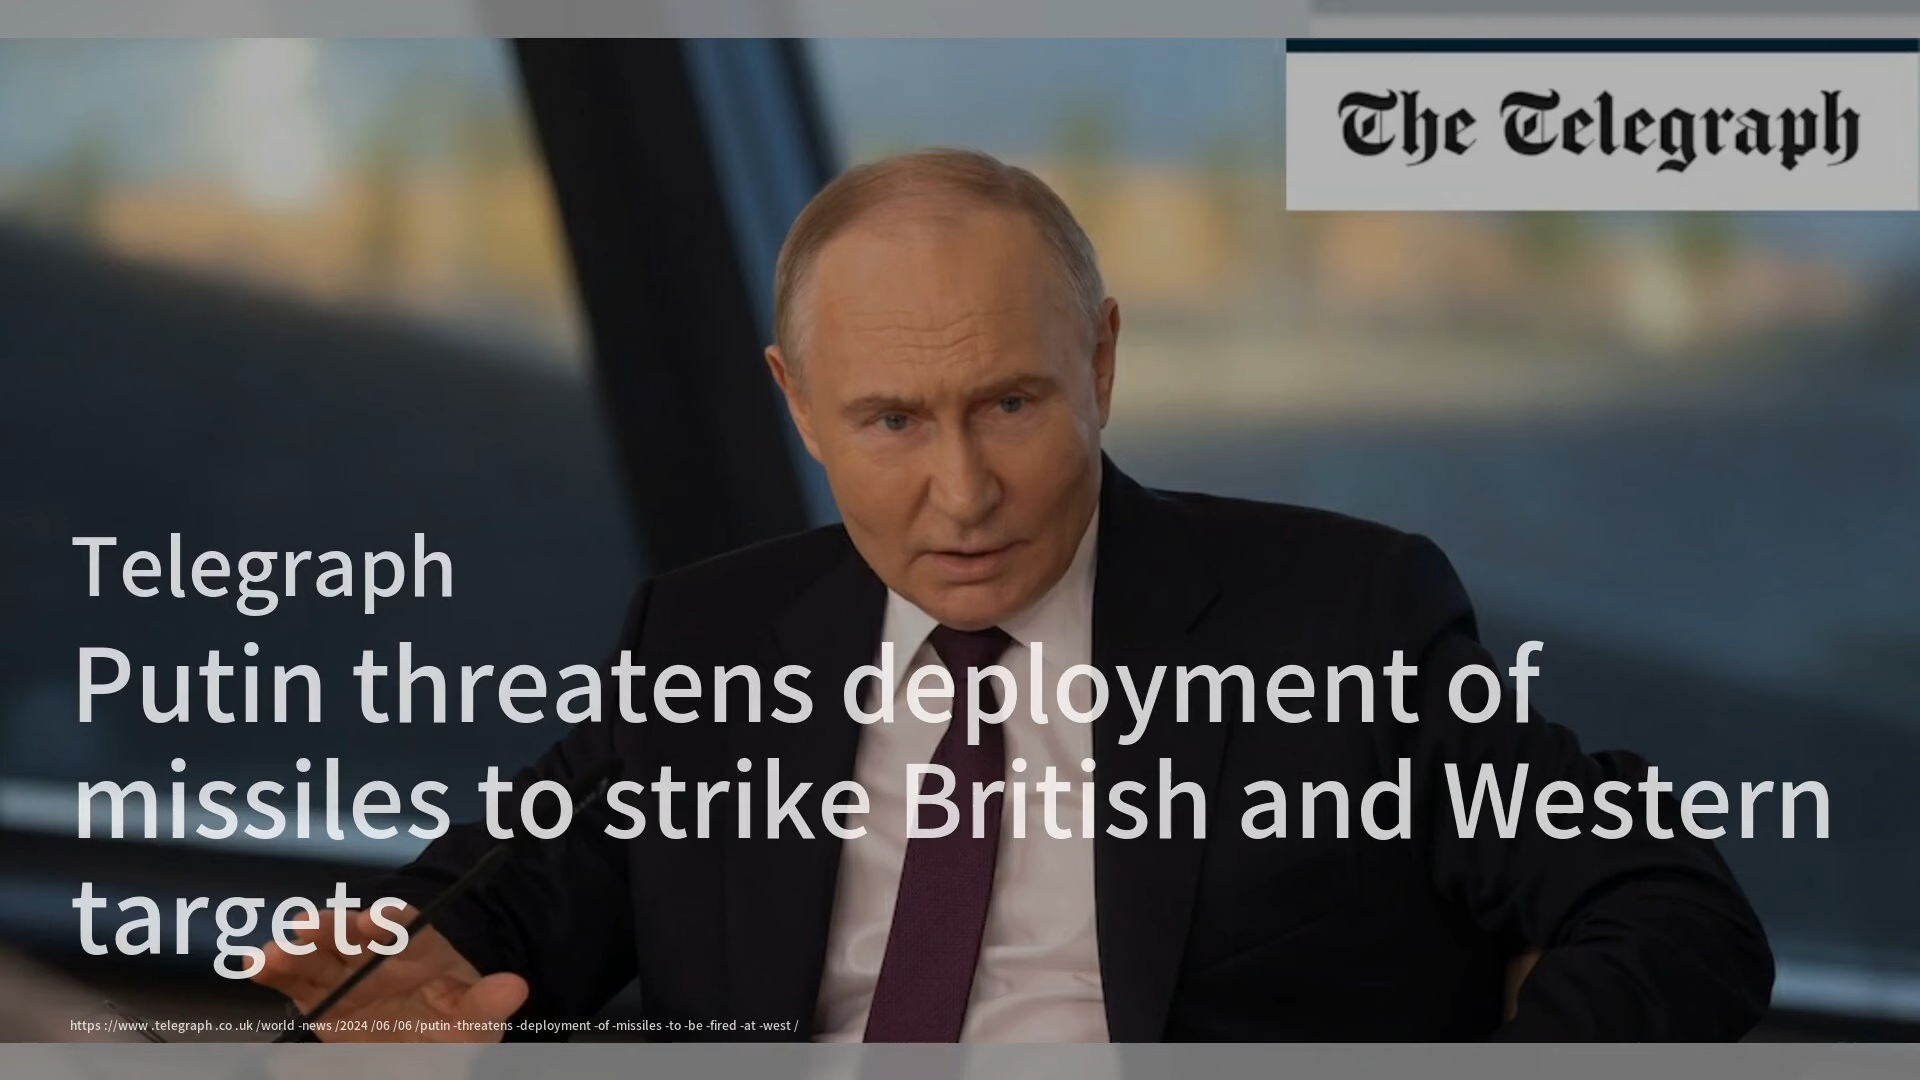 The Telegraph
Telegraph
Putin threatens deployment of
missiles to strike British and Western
targets
https ://www .telegraph .co .uk /world -news /2024 /06 /06 /putin -threatens -deployment -of -missiles -to -be -fired -at -west /